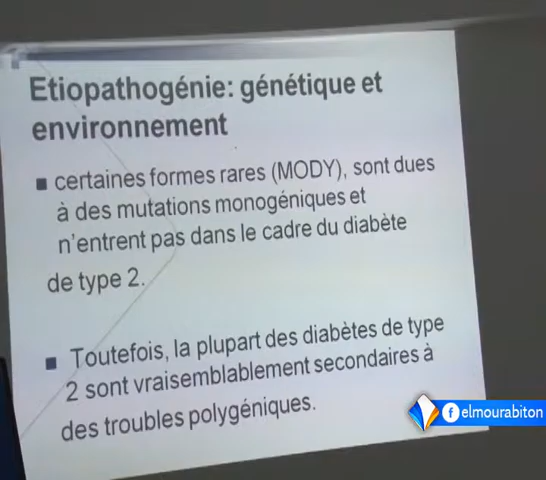 Etiopathogénie: génétique et
environnement
■ certaines formes rares (MODY), sont dues
à des mutations monogéniques et
n'entrent pas dans le cadre du diabète
de type 2.
■ Toutefois, la plupart des diabètes de type
2 sont vraisemblablement secondaires à
des troubles polygéniques.
f elmourabiton